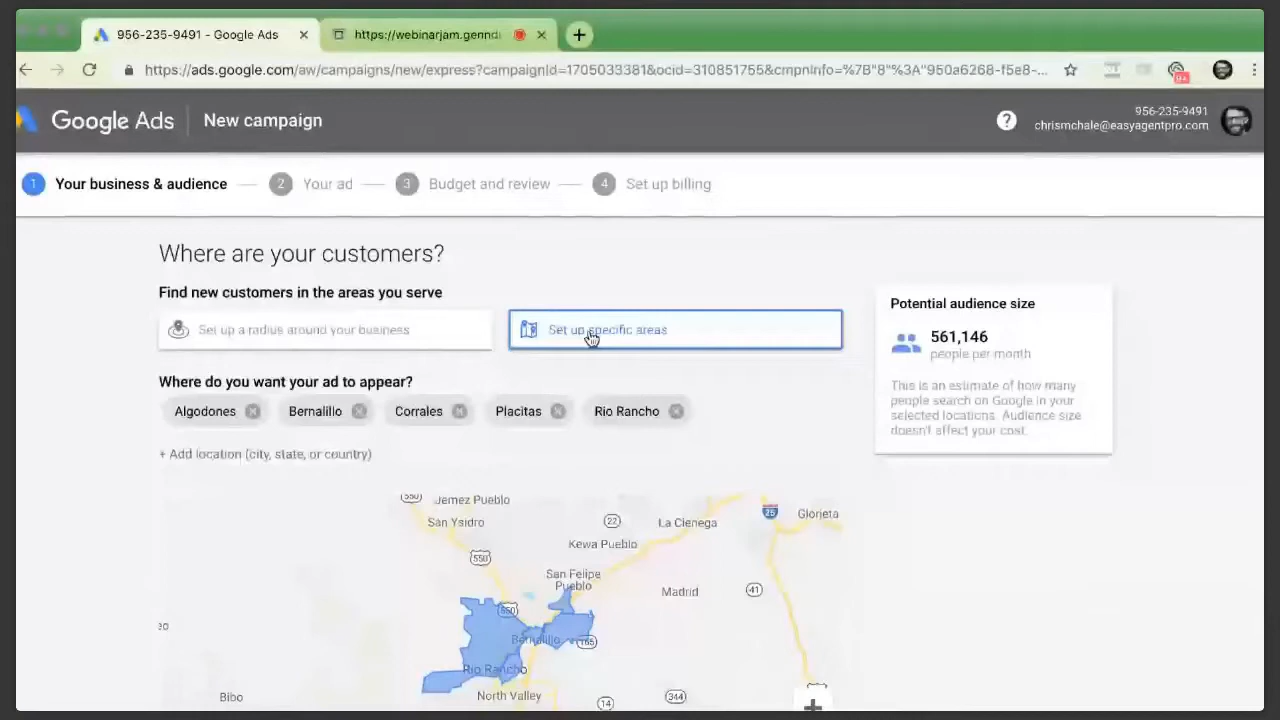 956-235-9491 - Google Ads
https://webinarjam.genndi
https://ads.google.com/aw/campaigns/new/express?campaignId=1705033381&ocid=310851755&cmpnInfo=%7B"8"%3A"950a6268-f5e8-...
9+
Google Ads
New campaign
?
956-235-9491
chrismchale@easyagentpro.com
1 Your business & audience
2 Your ad
3 Budget and review
4 Set up billing
Where are your customers?
Find new customers in the areas you serve
Set up a radius around your business
Set up specific areas
Potential audience size
561,146
people per month
This is an estimate of how many
people search on Google in your
selected locations. Audience size
doesn't affect your cost.
Where do you want your ad to appear?
Algodones
Bernalillo
Corrales
Placitas
Rio Rancho
+ Add location (city, state, or country)
550
Jemez Pueblo
San Ysidro
22
La Cienega
25
Glorieta
Kewa Pueblo
550
San Felipe
Pueblo
Madrid
41
550
Bernalillo
165
eo
Rio Rancho
Bibo
North Valley
14
344
+